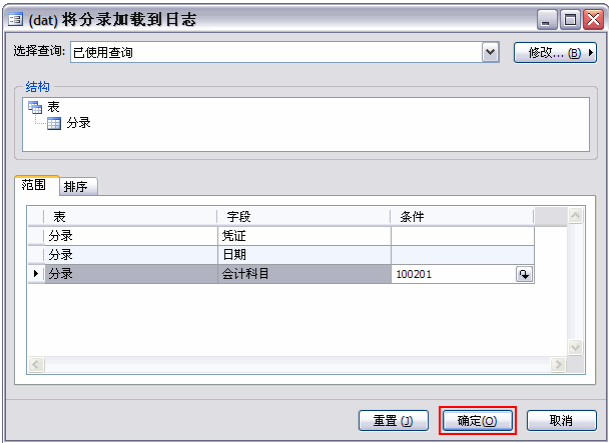 (dat) 将分录加载到日志
选择查询: 已使用查询 修改... (B)
结构
表
分录
范围 排序
表 字段 条件
分录 凭证
分录 日期
分录 会计科目 100201
重置 (J) 确定(O) 取消